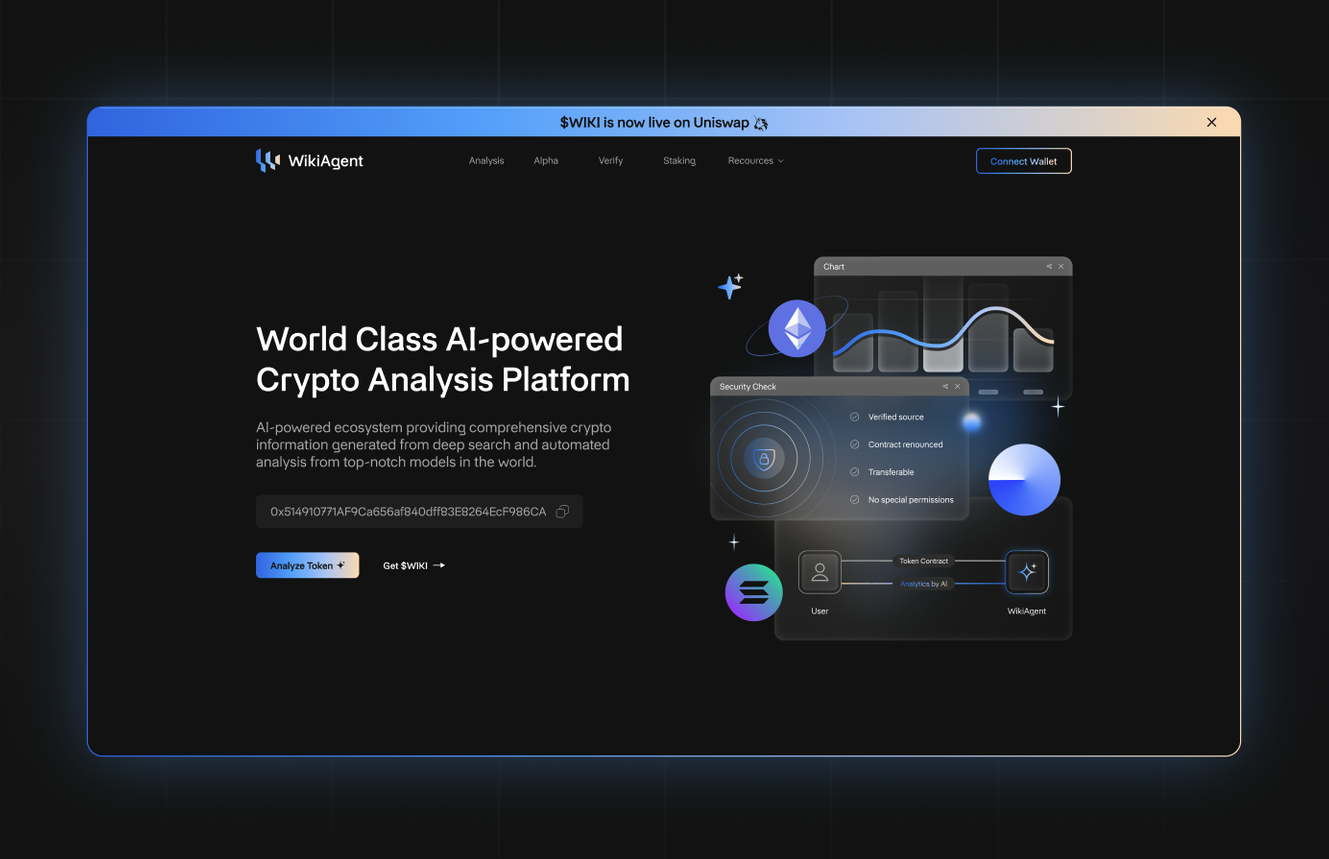 $WIKI is now live on Uniswap
WikiAgent
Analysis
Alpha
Verify
Staking
Recources
Connect Wallet
World Class AI-powered
Crypto Analysis Platform
AI-powered ecosystem providing comprehensive crypto
information generated from deep search and automated
analysis from top-notch models in the world.
0x514910771AF9Ca656af840dff83E8264EcF986CA
Analyze Token
Get $WIKI
Chart
Security Check
Verified source
Contract renounced
Transferable
No special permissions
Token Contract
Analytics by AI
User
WikiAgent